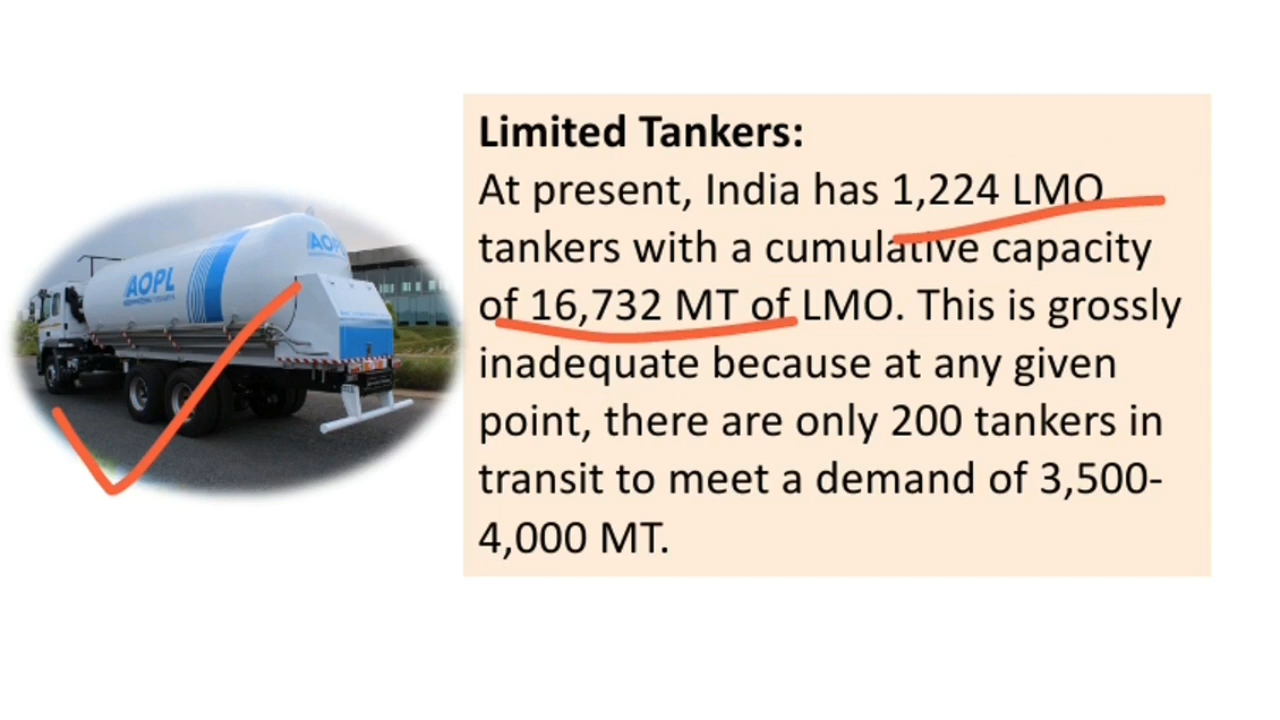 AOPL
AOPL
Limited Tankers:
At present, India has 1,224 LMO
tankers with a cumulative capacity
of 16,732 MT of LMO. This is grossly
inadequate because at any given
point, there are only 200 tankers in
transit to meet a demand of 3,500-
4,000 MT.